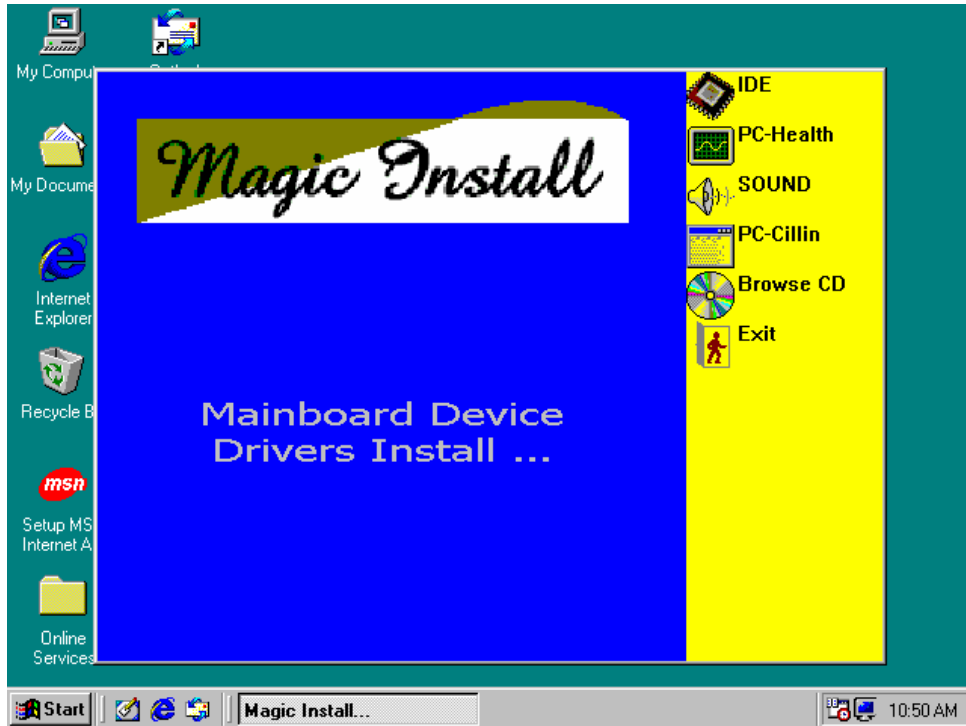 My Compu
My Docume
Internet
Explorer
Recycle B
msn
Setup MS
Internet A
Online
Services
Magic Install
Mainboard Device
Drivers Install ...
IDE
PC-Health
SOUND
PC-Cillin
Browse CD
Exit
Start
Magic Install...
10:50 AM